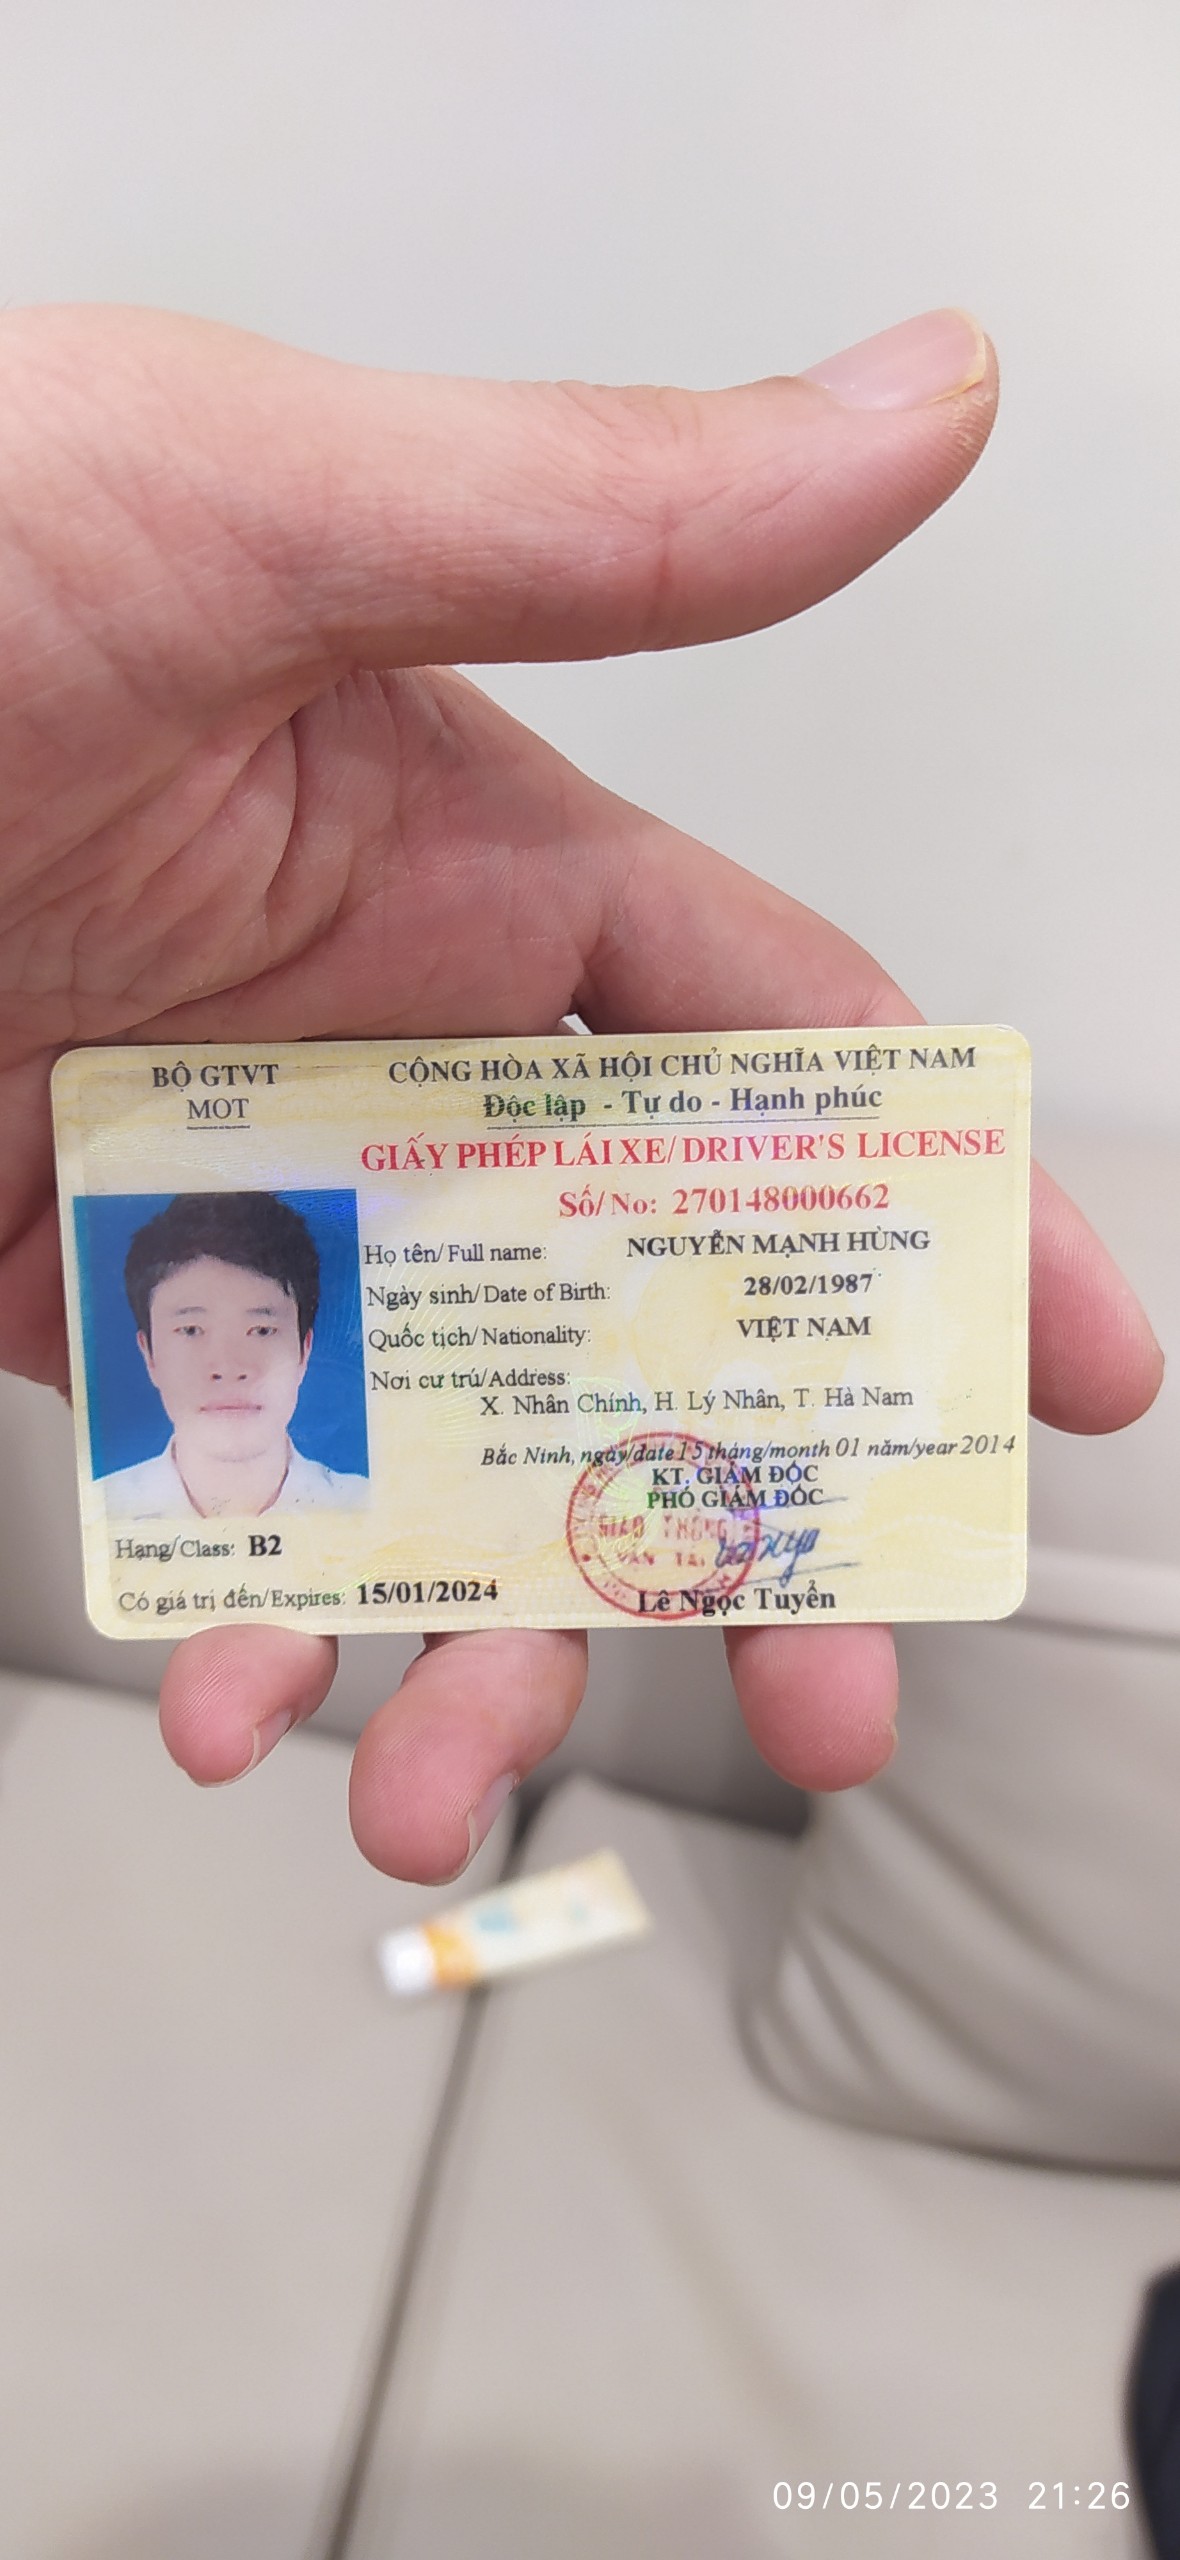 BỘ GTVT
MOT
CỘNG HÒA XÃ HỘI CHỦ NGHĨA VIỆT NAM
Độc lập - Tự do - Hạnh phúc
GIẤY PHÉP LÁI XE/ DRIVER'S LICENSE
Số/ No: 270148000662
Họ tên/ Full name: NGUYỄN MẠNH HÙNG
Ngày sinh/ Date of Birth: 28/02/1987
Quốc tịch/ Nationality: VIỆT NAM
Nơi cư trú/ Address:
X. Nhân Chính, H. Lý Nhân, T. Hà Nam
Bắc Ninh, ngày/date 15 tháng/month 01 năm/year 2014
KT. GIÁM ĐỐC
PHÓ GIÁM ĐỐC
GIAO THÔNG
VẬN TẢI
Lê Ngọc Tuyển
Hạng/Class: B2
Có giá trị đến/Expires: 15/01/2024
09/05/2023 21:26